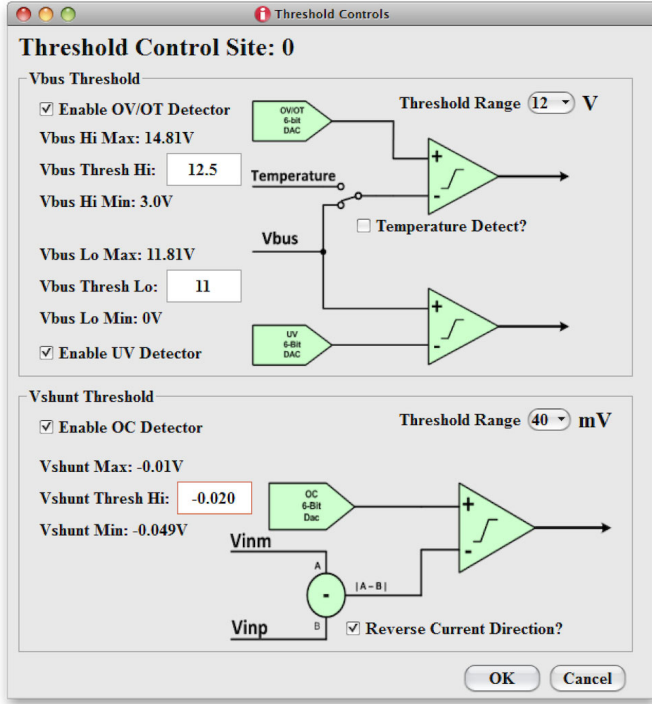 Threshold Controls
Threshold Control Site: 0
Vbus Threshold
Enable OV/OT Detector
OV/OT
6-bit
DAC
Threshold Range 12 V
Vbus Hi Max: 14.81V
+
Vbus Thresh Hi: 12.5
Temperature
-
Vbus Hi Min: 3.0V
Temperature Detect?
Vbus
Vbus Lo Max: 11.81V
Vbus Thresh Lo: 11
+
Vbus Lo Min: 0V
UV
6-Bit
DAC
-
Enable UV Detector
Vshunt Threshold
Enable OC Detector
Threshold Range 40 mV
Vshunt Max: -0.01V
Vshunt Thresh Hi: -0.020
OC
6-Bit
Dac
+
Vshunt Min: -0.049V
Vinm
-
A
|A-B|
-
B
Vinp
Reverse Current Direction?
OK Cancel